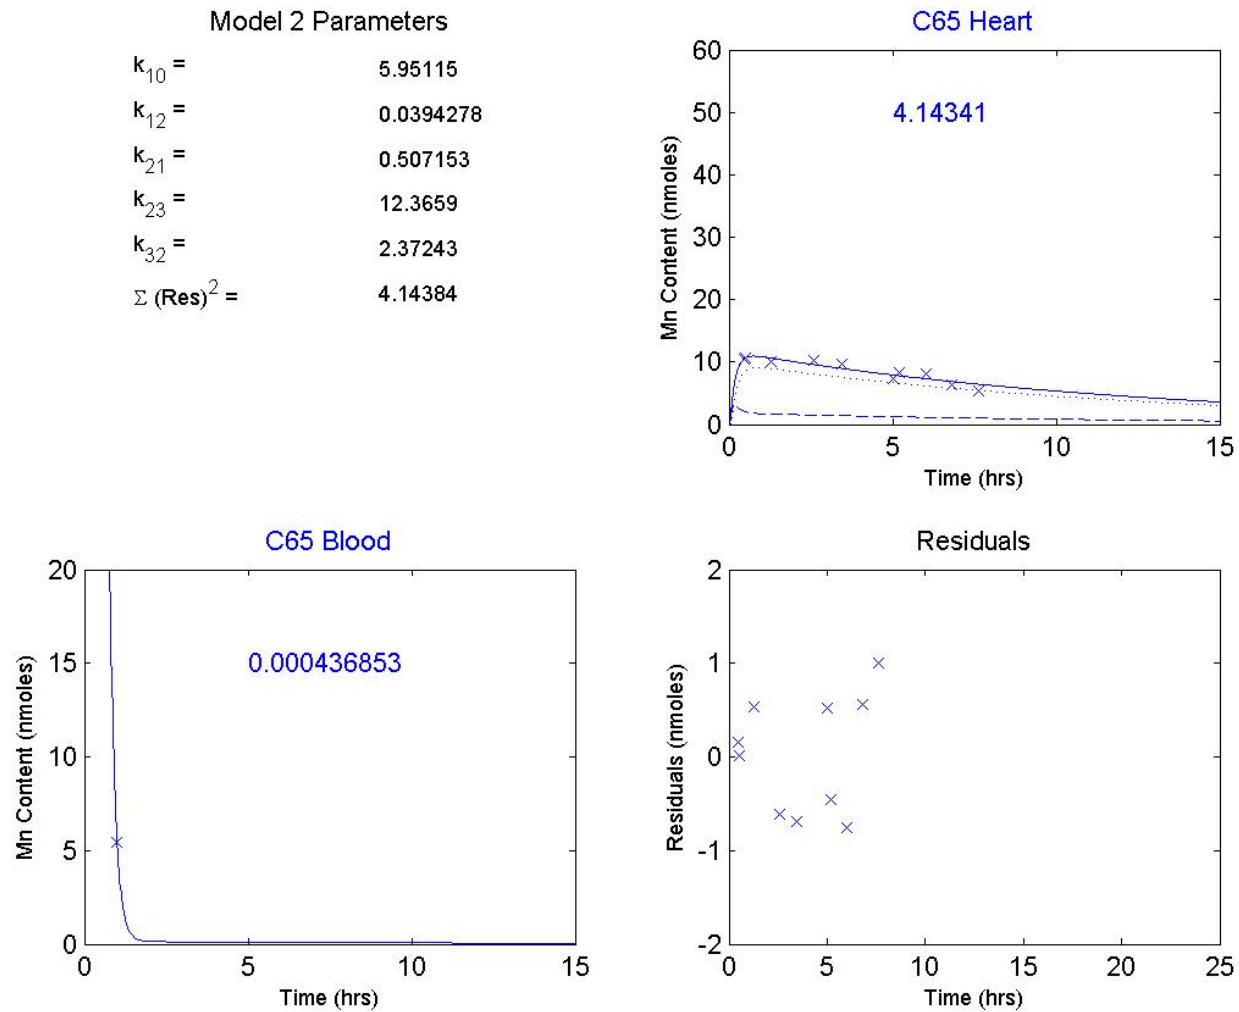 Model 2 Parameters
k10 = 5.95115
k12 = 0.0394278
k21 = 0.507153
k23 = 12.3659
k32 = 2.37243
Σ (Res)2 = 4.14384
C65 Heart
4.14341
60
50
40
30
20
10
0
Mn Content (nmoles)
0 5 10 15
Time (hrs)
C65 Blood
0.000436853
20
15
10
5
0
Mn Content (nmoles)
0 5 10 15
Time (hrs)
Residuals
2
1
0
-1
-2
Residuals (nmoles)
0 5 10 15 20 25
Time (hrs)